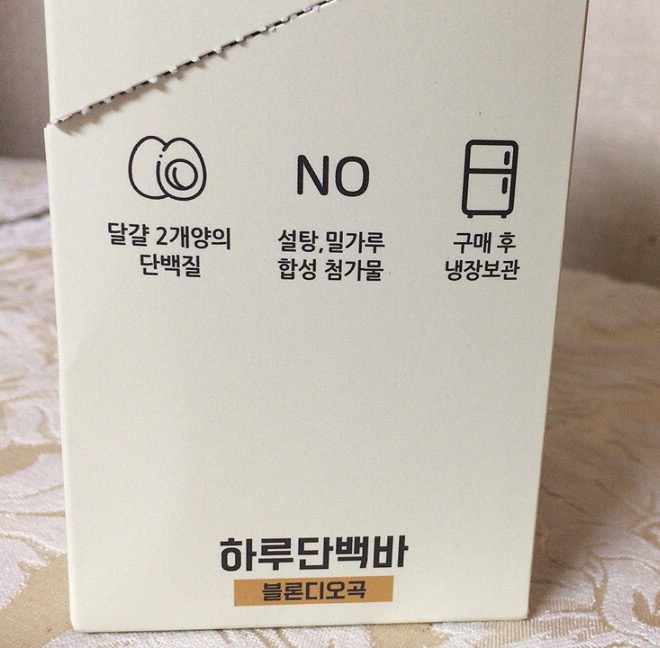 달걀 2개양의
단백질
NO
설탕,밀가루
합성 첨가물
구매 후
냉장보관
하루단백바
블론디오곡